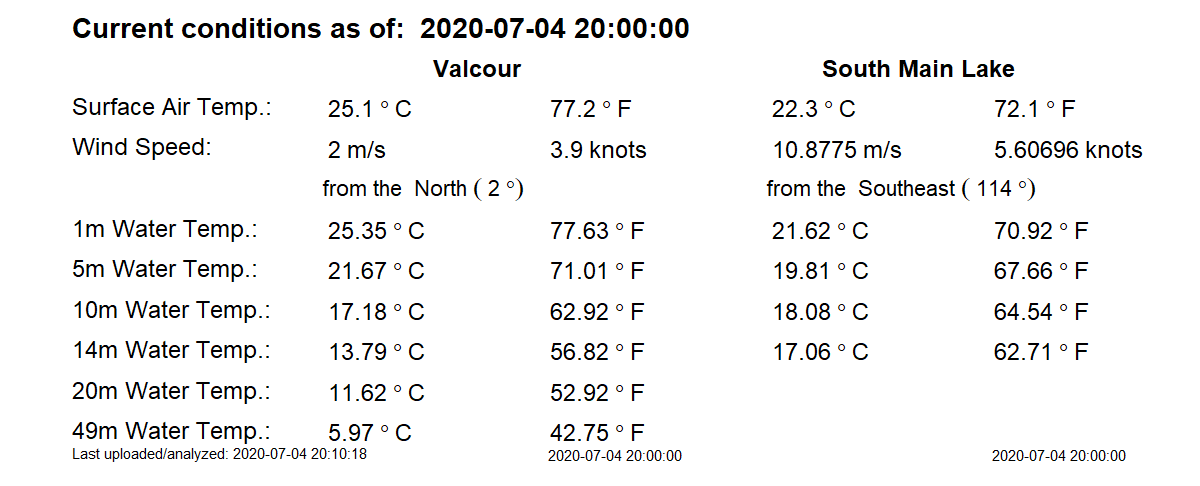 Current conditions as of: 2020-07-04 20:00:00
Valcour South Main Lake
Surface Air Temp.: 25.1 ° C 77.2 ° F 22.3 ° C 72.1 ° F
Wind Speed: 2 m/s 3.9 knots 10.8775 m/s 5.60696 knots
from the North ( 2 °) from the Southeast ( 114 °)
1m Water Temp.: 25.35 ° C 77.63 ° F 21.62 ° C 70.92 ° F
5m Water Temp.: 21.67 ° C 71.01 ° F 19.81 ° C 67.66 ° F
10m Water Temp.: 17.18 ° C 62.92 ° F 18.08 ° C 64.54 ° F
14m Water Temp.: 13.79 ° C 56.82 ° F 17.06 ° C 62.71 ° F
20m Water Temp.: 11.62 ° C 52.92 ° F
49m Water Temp.: 5.97 ° C 42.75 ° F
Last uploaded/analyzed: 2020-07-04 20:10:18 2020-07-04 20:00:00 2020-07-04 20:00:00